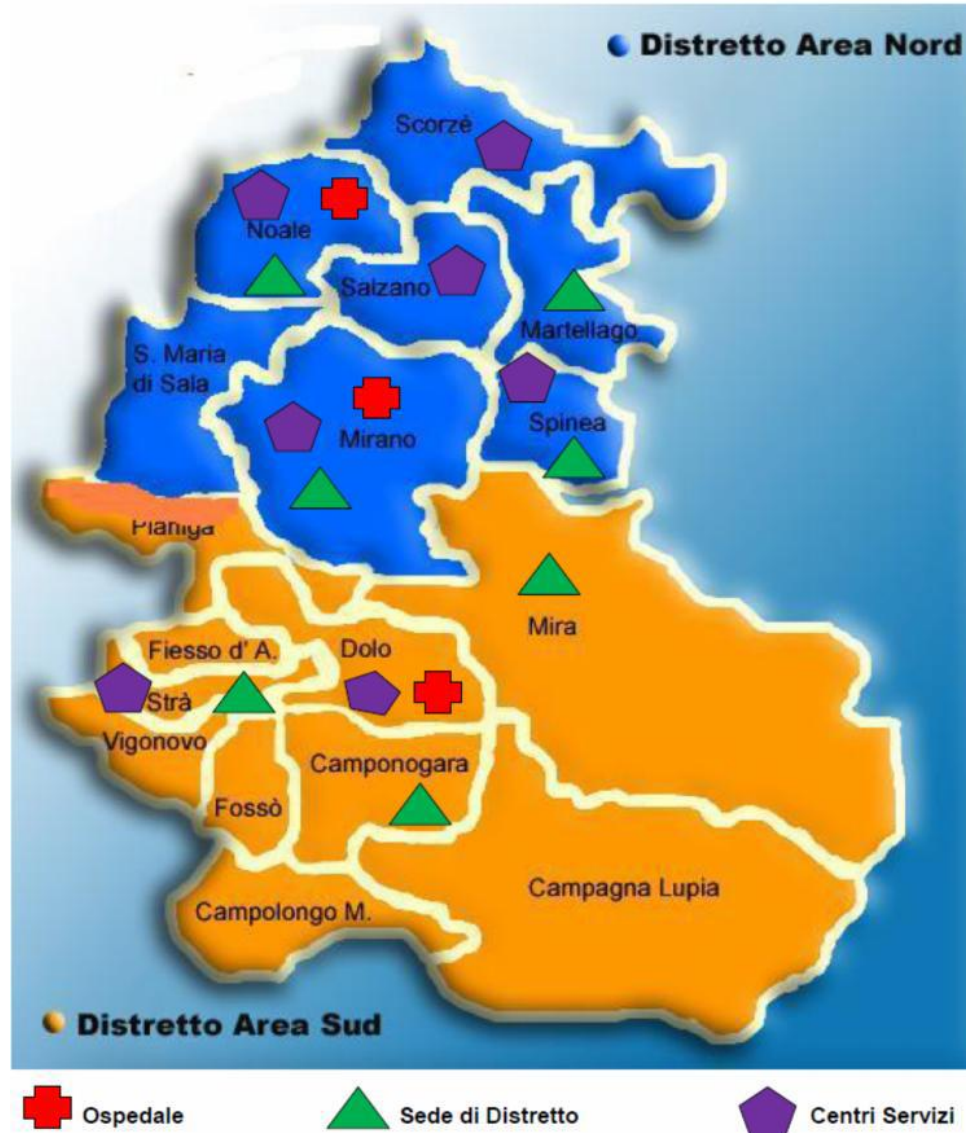 Distretto Area Nord
Scorzé
Noale
Salzano
Martellago
S. Maria
di Sala
Spinea
Mirano
Mira
Fiesso d' A.
Dolo
Strà
Vigonovo
Camponogara
Fossò
Campagna Lupia
Campolongo M.
Distretto Area Sud
Ospedale
Sede di Distretto
Centri Servizi